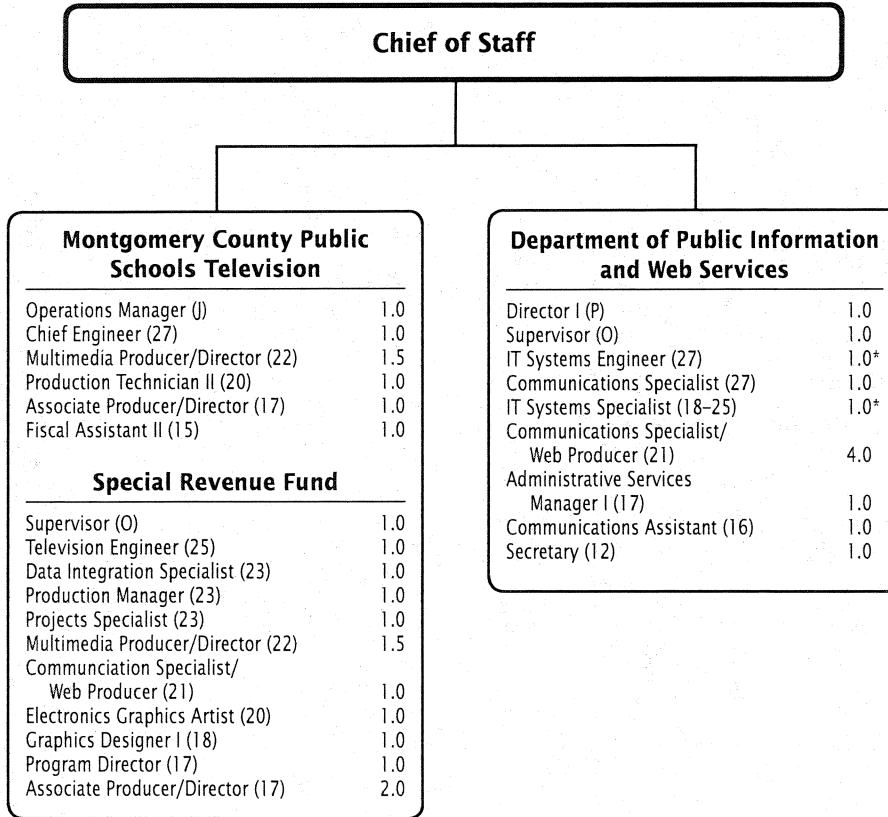 Chief of Staff
Montgomery County Public
Schools Television
Operations Manager (J) 1.0
Chief Engineer (27) 1.0
Multimedia Producer/Director (22) 1.5
Production Technician II (20) 1.0
Associate Producer/Director (17) 1.0
Fiscal Assistant II (15) 1.0
Special Revenue Fund
Supervisor (O) 1.0
Television Engineer (25) 1.0
Data Integration Specialist (23) 1.0
Production Manager (23) 1.0
Projects Specialist (23) 1.0
Multimedia Producer/Director (22) 1.5
Communciation Specialist/
Web Producer (21) 1.0
Electronics Graphics Artist (20) 1.0
Graphics Designer I (18) 1.0
Program Director (17) 1.0
Associate Producer/Director (17) 2.0
Department of Public Information
and Web Services
Director I (P) 1.0
Supervisor (O) 1.0
IT Systems Engineer (27) 1.0*
Communications Specialist (27) 1.0
IT Systems Specialist (18–25) 1.0*
Communications Specialist/
Web Producer (21) 4.0
Administrative Services
Manager I (17) 1.0
Communications Assistant (16) 1.0
Secretary (12) 1.0